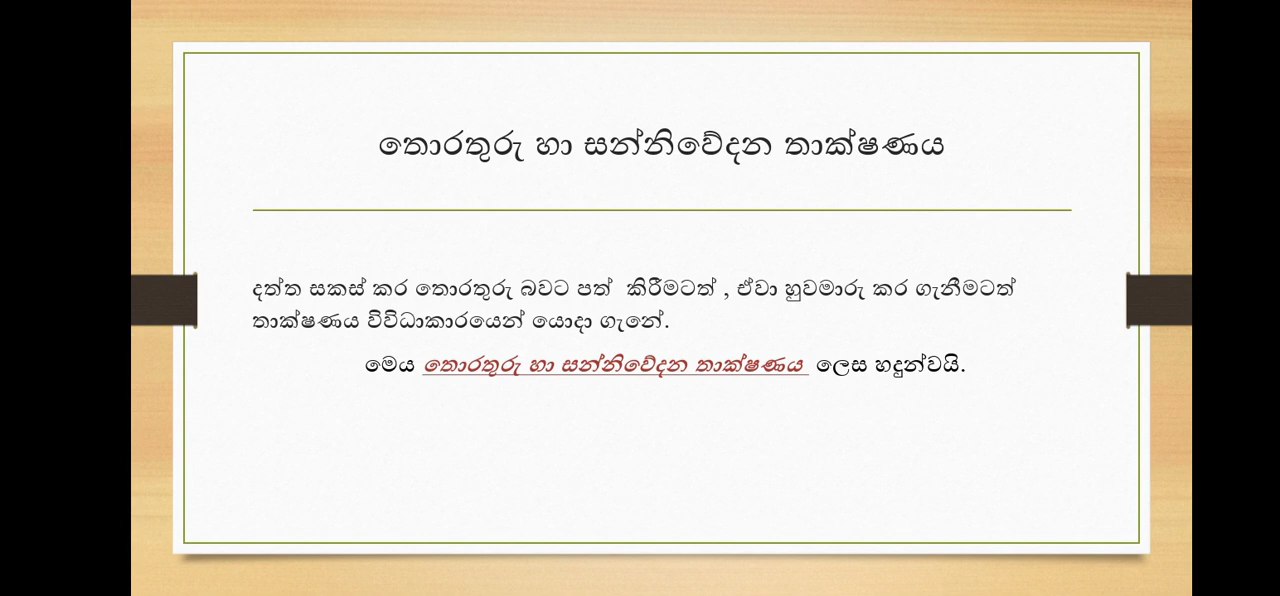 තොරතුරු හා සන්නිවේදන තාක්ෂණය
දත්ත සකස් කර තොරතුරු බවට පත්  කිරීමටත් , ඒවා හුවමාරු කර ගැනීමටත්
තාක්ෂණය විවිධාකාරයෙන් යොදා ගැනේ.
මෙය තොරතුරු හා සන්නිවේදන තාක්ෂණය  ලෙස හදුන්වයි.